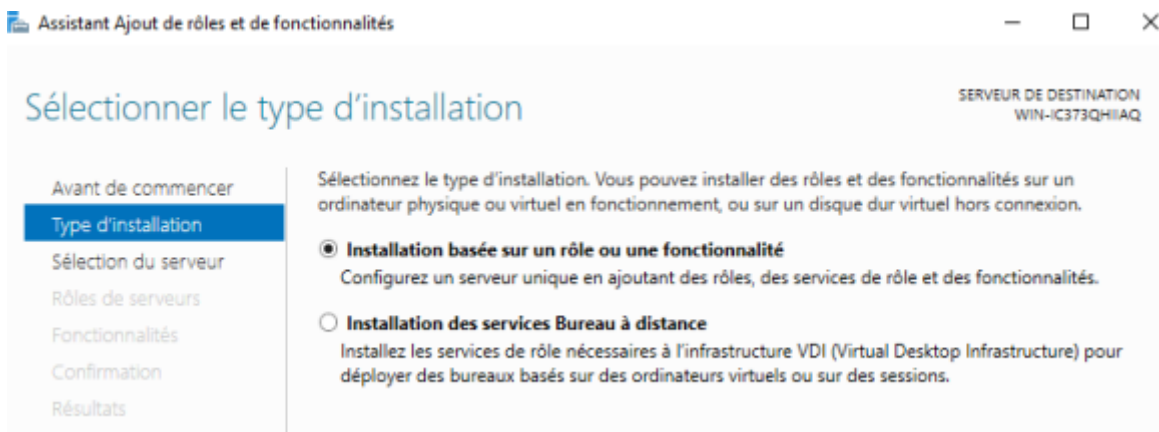 Assistant Ajout de rôles et de fonctionnalités
Sélectionner le type d'installation
SERVEUR DE DESTINATION
WIN-IC373QHIIAQ
Avant de commencer
Type d'installation
Sélection du serveur
Rôles de serveurs
Fonctionnalités
Confirmation
Résultats
Sélectionnez le type d'installation. Vous pouvez installer des rôles et des fonctionnalités sur un
ordinateur physique ou virtuel en fonctionnement, ou sur un disque dur virtuel hors connexion.
Installation basée sur un rôle ou une fonctionnalité
Configurez un serveur unique en ajoutant des rôles, des services de rôle et des fonctionnalités.
Installation des services Bureau à distance
Installez les services de rôle nécessaires à l'infrastructure VDI (Virtual Desktop Infrastructure) pour
déployer des bureaux basés sur des ordinateurs virtuels ou sur des sessions.